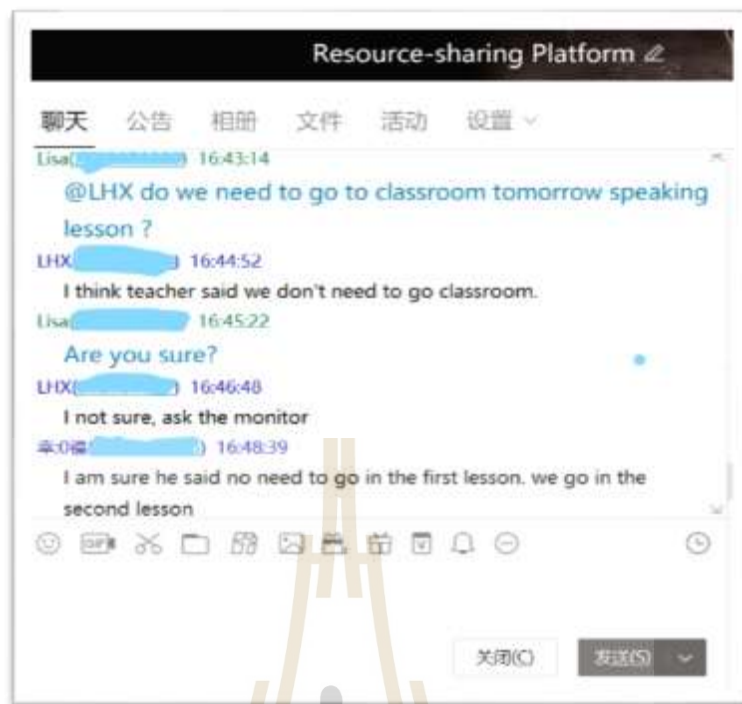 Resource-sharing Platform
聊天 公告 相册 文件 活动 设置
Lisa( ) 16:43:14
@LHX do we need to go to classroom tomorrow speaking
lesson ?
LHX ) 16:44:52
I think teacher said we don't need to go classroom.
Lisa( 16:45:22
Are you sure?
LHX( ) 16:46:48
I not sure, ask the monitor
幸:0福( ) 16:48:39
I am sure he said no need to go in the first lesson. we go in the
second lesson
GIF
关闭(C) 发送(S)